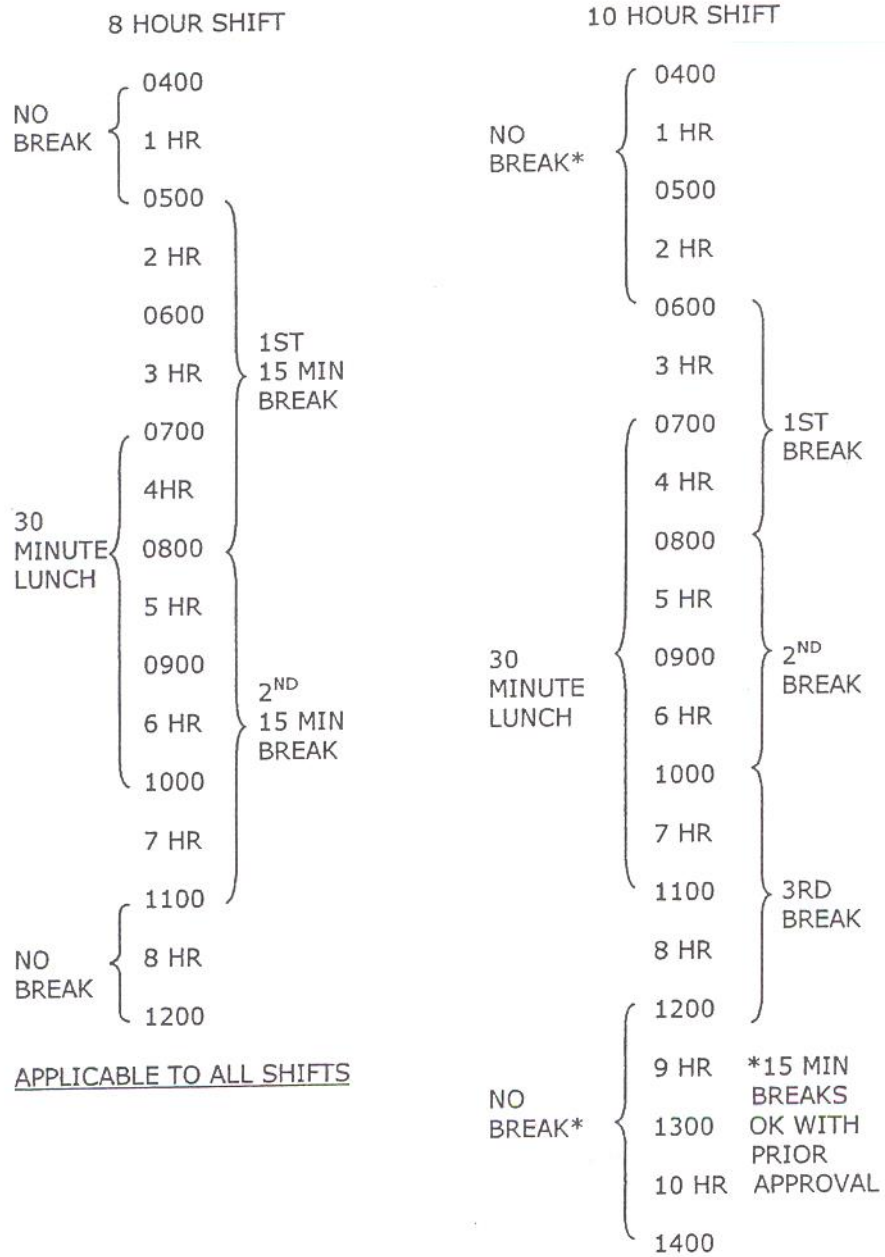 8 HOUR SHIFT
NO
BREAK
0400
1 HR
0500
2 HR
0600
3 HR
0700
4HR
0800
5 HR
0900
6 HR
1000
7 HR
1100
8 HR
1200
1ST
15 MIN
BREAK
30
MINUTE
LUNCH
2ND
15 MIN
BREAK
NO
BREAK
APPLICABLE TO ALL SHIFTS
10 HOUR SHIFT
NO
BREAK*
0400
1 HR
0500
2 HR
0600
3 HR
0700
4 HR
0800
5 HR
0900
6 HR
1000
7 HR
1100
8 HR
1200
9 HR
1300
10 HR
1400
1ST
BREAK
30
MINUTE
LUNCH
2ND
BREAK
3RD
BREAK
NO
BREAK*
*15 MIN
BREAKS
OK WITH
PRIOR
APPROVAL